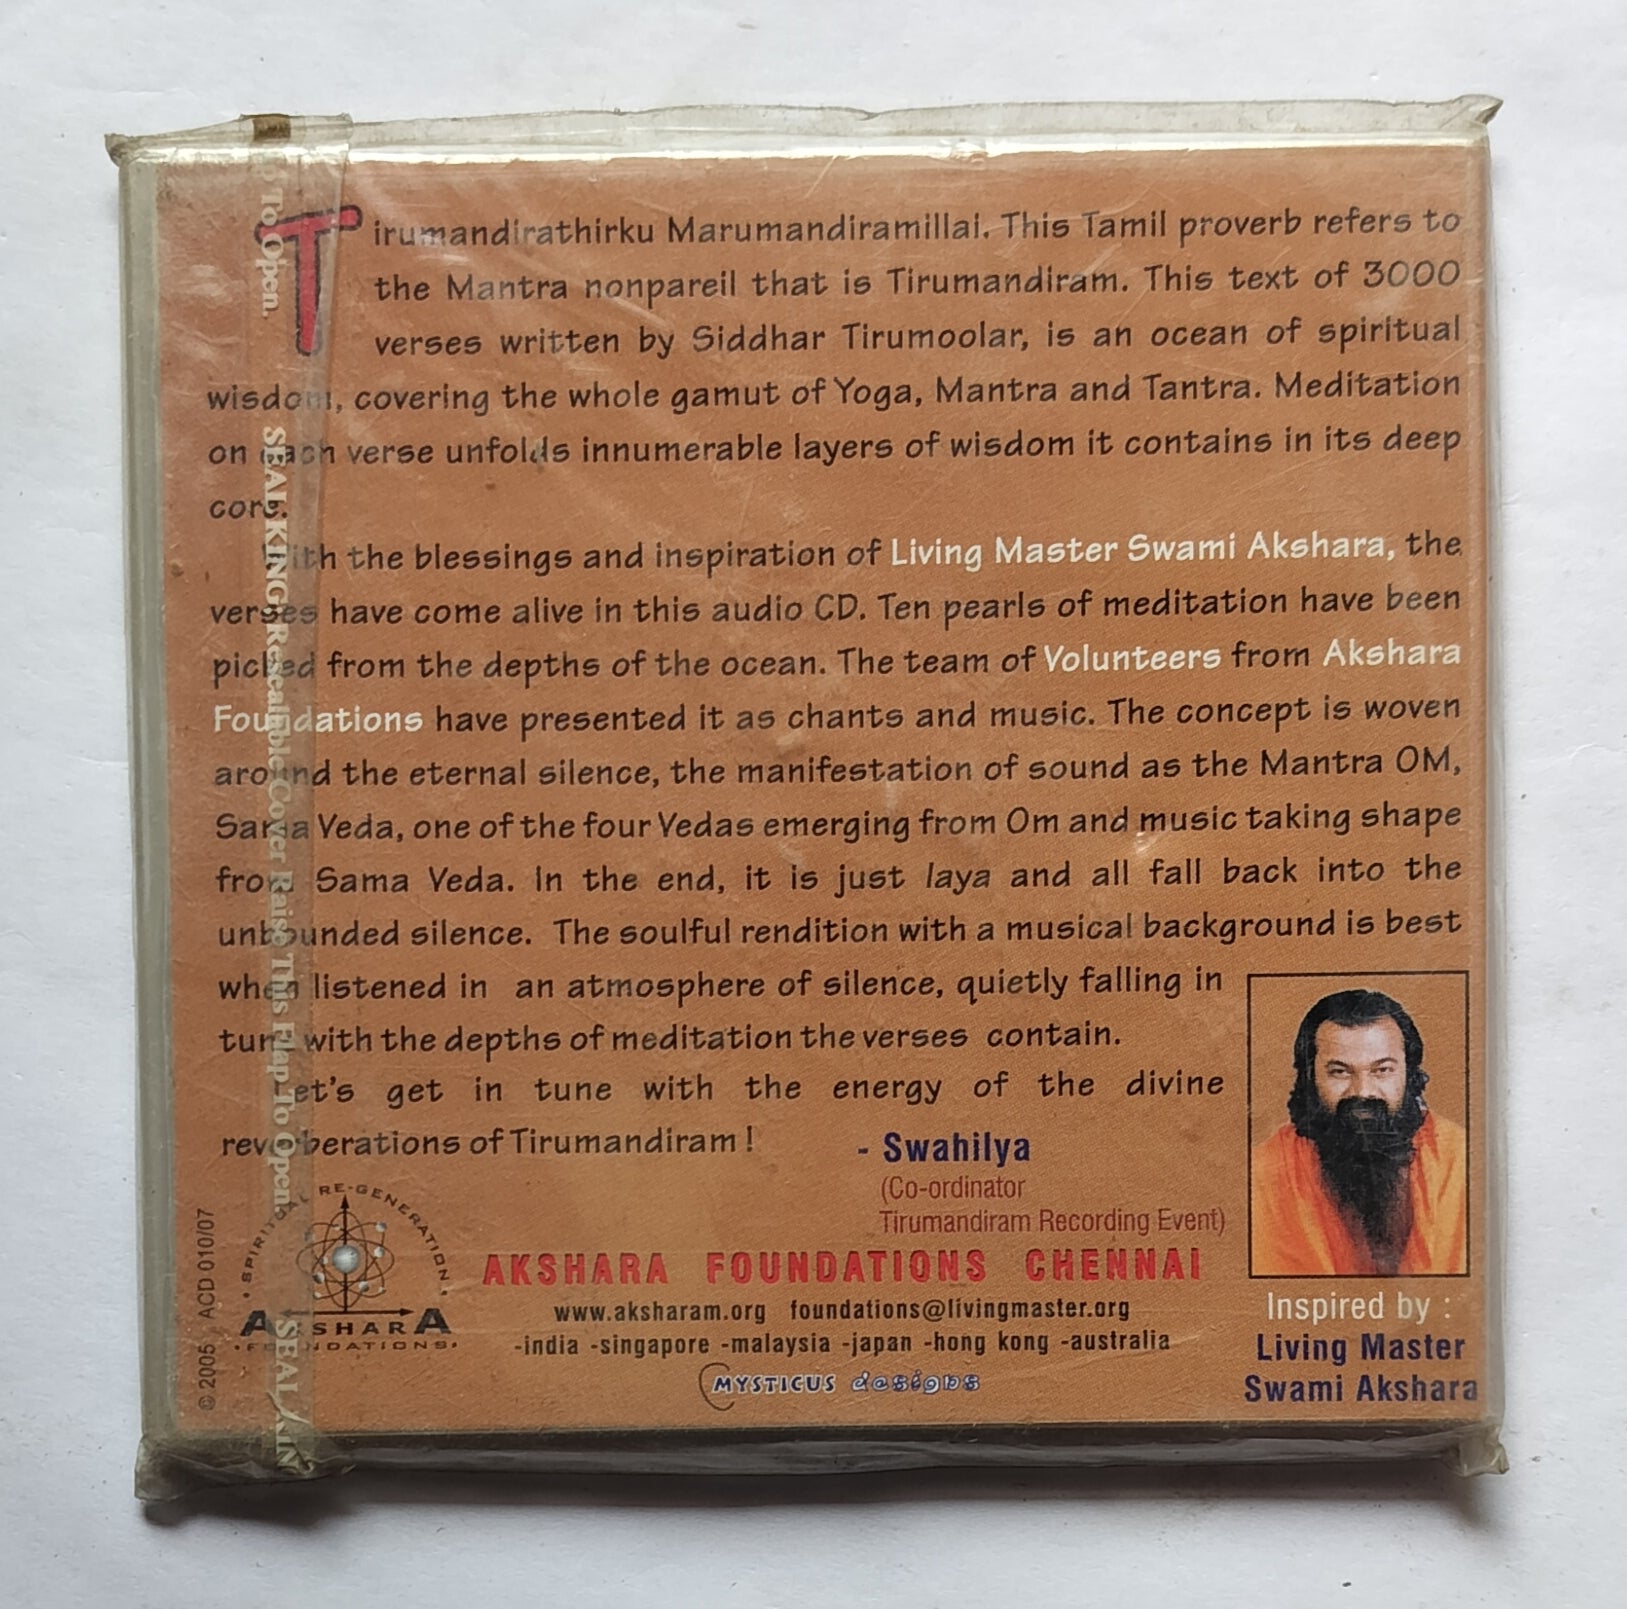 Tirumandirathirku Marumandiramillai. This Tamil proverb refers to
the Mantra nonpareil that is Tirumandiram. This text of 3000
verses written by Siddhar Tirumoolar, is an ocean of spiritual
wisdom, covering the whole gamut of Yoga, Mantra and Tantra. Meditation
on each verse unfolds innumerable layers of wisdom it contains in its deep
core.
With the blessings and inspiration of Living Master Swami Akshara, the
verses have come alive in this audio CD. Ten pearls of meditation have been
picked from the depths of the ocean. The team of Volunteers from Akshara
Foundations have presented it as chants and music. The concept is woven
around the eternal silence, the manifestation of sound as the Mantra OM,
Sama Veda, one of the four Vedas emerging from Om and music taking shape
from Sama Veda. In the end, it is just laya and all fall back into the
unbounded silence. The soulful rendition with a musical background is best
when listened in an atmosphere of silence, quietly falling in
tune with the depths of meditation the verses contain.
Let's get in tune with the energy of the divine
reverberations of Tirumandiram !
- Swahilya
(Co-ordinator
Tirumandiram Recording Event)
SPIRITUAL RE-GENERATION
AKSHARA
FOUNDATIONS
AKSHARA FOUNDATIONS CHENNAI
www.aksharam.org foundations@livingmaster.org
-india -singapore -malaysia -japan -hong kong -australia
MYSTICUS designs
Inspired by :
Living Master
Swami Akshara
© 2005 ACD 010/07
To Open.
SEAL KING Resealable Cover Raise This Flap To Open.
SEAL KING